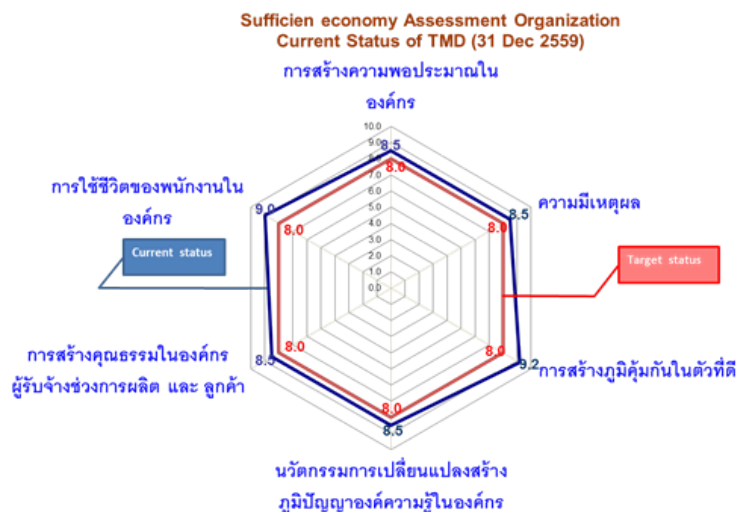 Sufficien economy Assessment Organization
Current Status of TMD (31 Dec 2559)
การสร้างความพอประมาณใน
องค์กร
10.0
9.0
8.0
7.0
6.0
5.0
4.0
3.0
2.0
1.0
0.0
8.5
8.0
ความมีเหตุผล
8.5
8.0
Target status
การสร้างภูมิคุ้มกันในตัวที่ดี
9.2
8.0
นวัตกรรมการเปลี่ยนแปลงสร้าง
ภูมิปัญญาองค์ความรู้ในองค์กร
8.5
8.0
การสร้างคุณธรรมในองค์กร
ผู้รับจ้างช่วงการผลิต และ ลูกค้า
8.5
8.0
Current status
การใช้ชีวิตของพนักงานใน
องค์กร
9.0
8.0